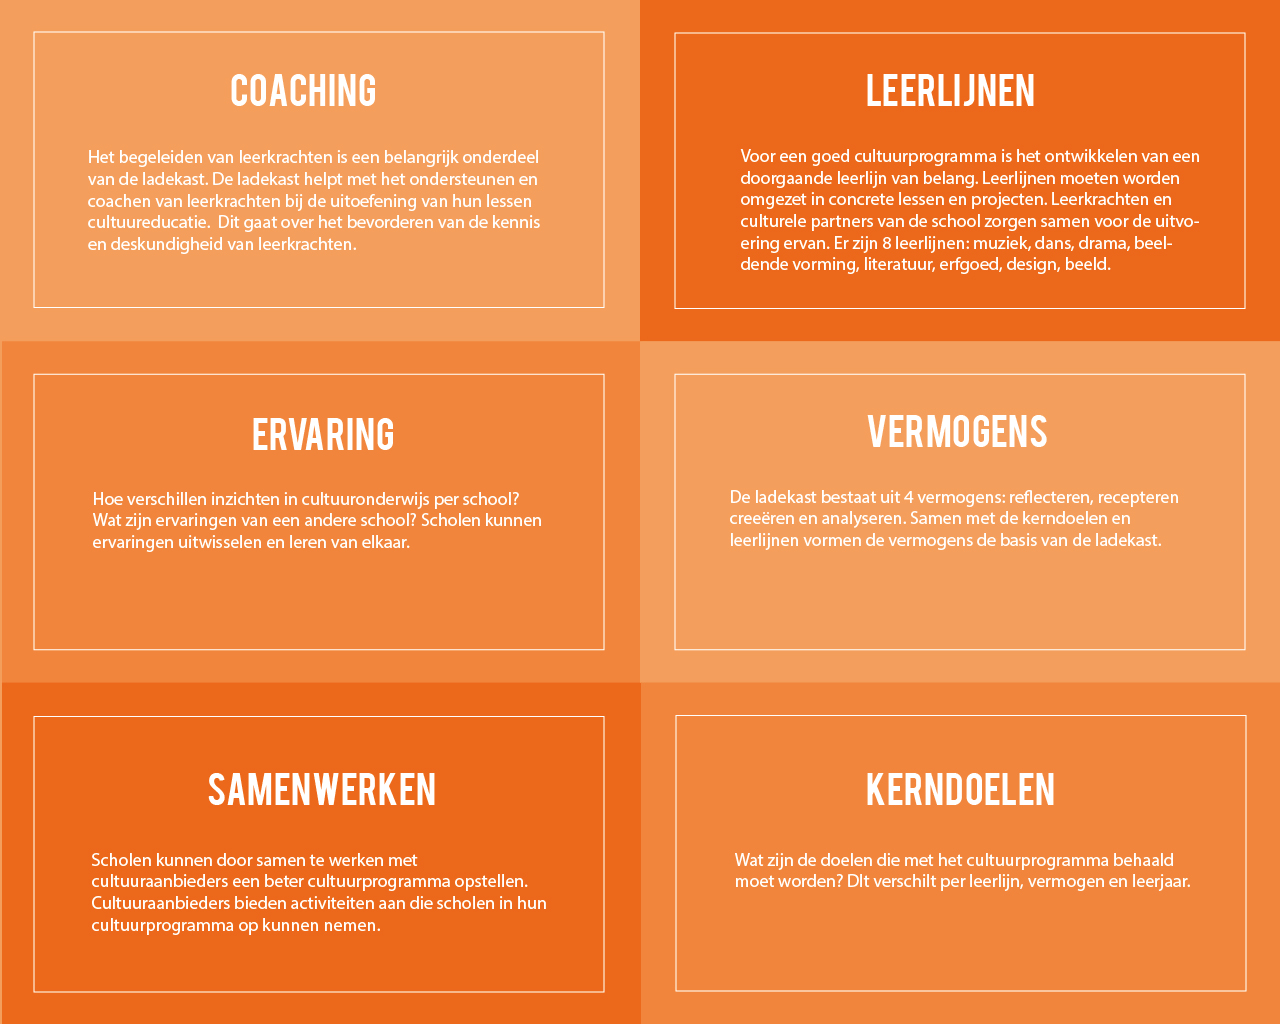 COACHING
Het begeleiden van leerkrachten is een belangrijk onderdeel
van de ladekast. De ladekast helpt met het ondersteunen en
coachen van leerkrachten bij de uitoefening van hun lessen
cultuureducatie.  Dit gaat over het bevorderen van de kennis
en deskundigheid van leerkrachten.
LEERLIJNEN
Voor een goed cultuurprogramma is het ontwikkelen van een
doorgaande leerlijn van belang. Leerlijnen moeten worden
omgezet in concrete lessen en projecten. Leerkrachten en
culturele partners van de school zorgen samen voor de uitvo-
ering ervan. Er zijn 8 leerlijnen: muziek, dans, drama, beel-
dende vorming, literatuur, erfgoed, design, beeld.
ERVARING
Hoe verschillen inzichten in cultuuronderwijs per school?
Wat zijn ervaringen van een andere school? Scholen kunnen
ervaringen uitwisselen en leren van elkaar.
VERMOGENS
De ladekast bestaat uit 4 vermogens: reflecteren, recepteren
creeëren en analyseren. Samen met de kerndoelen en
leerlijnen vormen de vermogens de basis van de ladekast.
SAMENWERKEN
Scholen kunnen door samen te werken met
cultuuraanbieders een beter cultuurprogramma opstellen.
Cultuuraanbieders bieden activiteiten aan die scholen in hun
cultuurprogramma op kunnen nemen.
KERNDOELEN
Wat zijn de doelen die met het cultuurprogramma behaald
moet worden? DIt verschilt per leerlijn, vermogen en leerjaar.